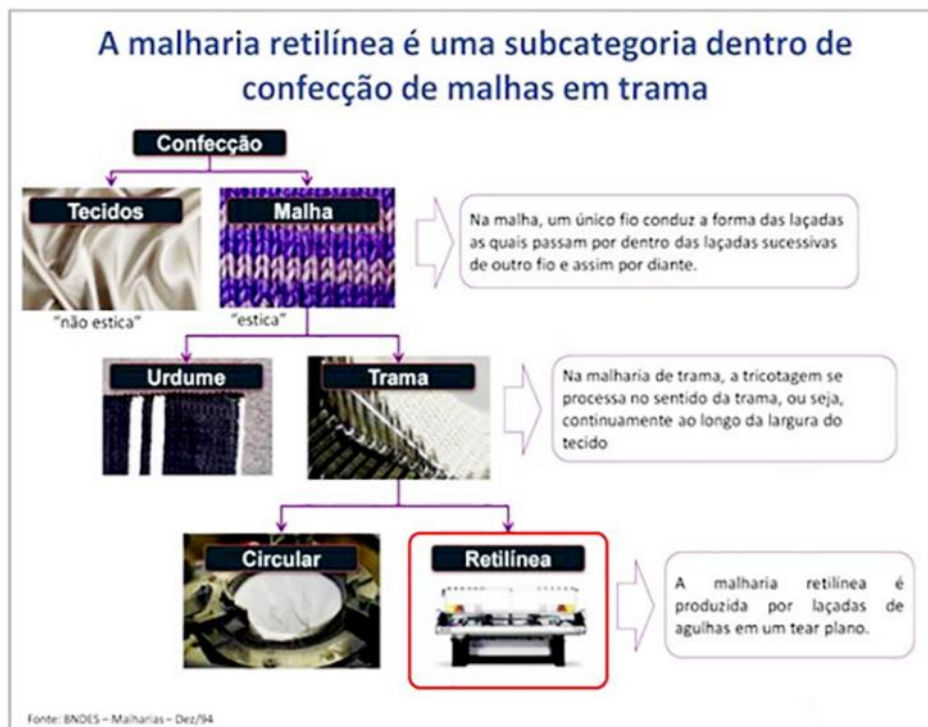 A malharia retilínea é uma subcategoria dentro de
confecção de malhas em trama
Confecção
Tecidos
Malha
Na malha, um único fio conduz a forma das laçadas
as quais passam por dentro das laçadas sucessivas
de outro fio e assim por diante.
"não estica"
"estica"
Urdume
Trama
Na malharia de trama, a tricotagem se
processa no sentido da trama, ou seja,
continuamente ao longo da largura do
tecido
Circular
Retilínea
A malharia retilínea é
produzida por laçadas de
agulhas em um tear plano.
Fonte: BNDES – Malharias – Dez/94